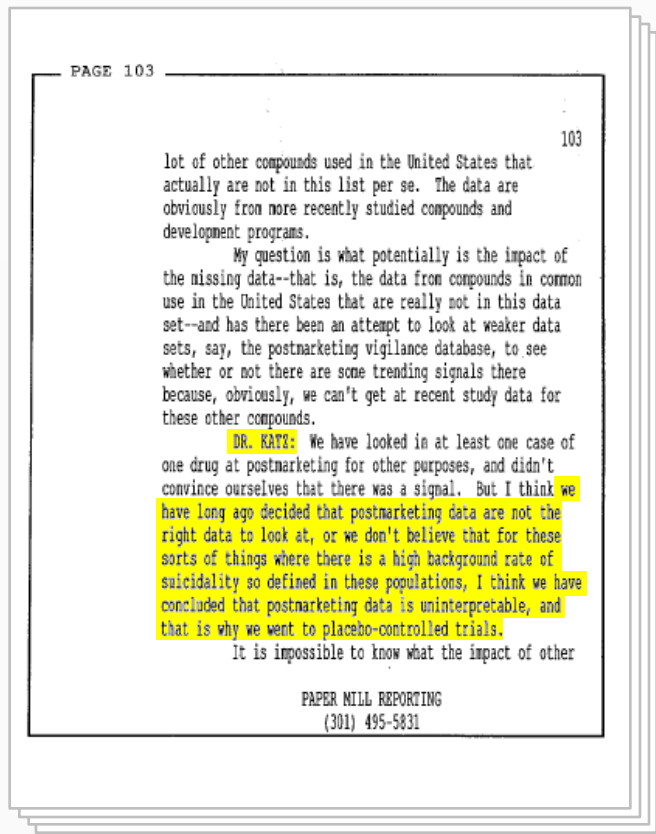 PAGE 103
103
lot of other compounds used in the United States that
actually are not in this list per se. The data are
obviously from more recently studied compounds and
development programs.
My question is what potentially is the impact of
the missing data--that is, the data from compounds in common
use in the United States that are really not in this data
set--and has there been an attempt to look at weaker data
sets, say, the postmarketing vigilance database, to see
whether or not there are some trending signals there
because, obviously, we can't get at recent study data for
these other compounds.
DR. KATZ: We have looked in at least one case of
one drug at postmarketing for other purposes, and didn't
convince ourselves that there was a signal. But I think we
have long ago decided that postmarketing data are not the
right data to look at, or we don't believe that for these
sorts of things where there is a high background rate of
suicidality so defined in these populations, I think we have
concluded that postmarketing data is uninterpretable, and
that is why we went to placebo-controlled trials.
It is impossible to know what the impact of other
PAPER MILL REPORTING
(301) 495-5831